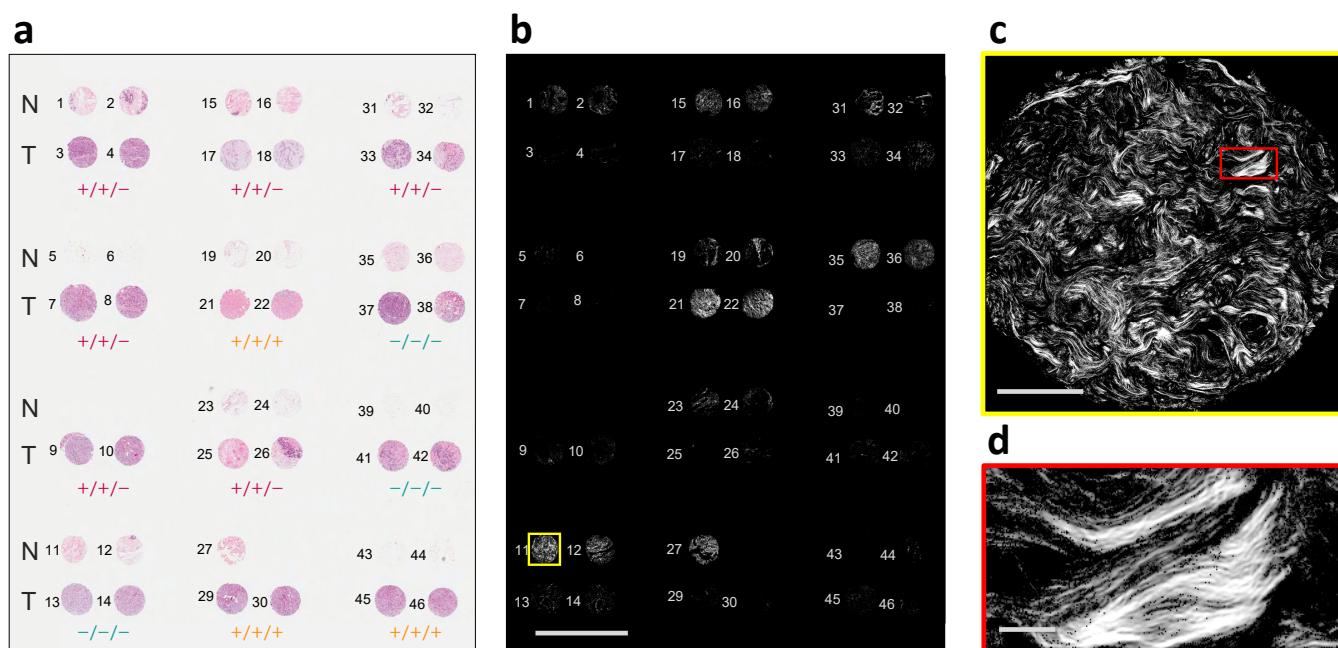 a
N 1 2 15 16 31 32
T 3 4 17 18 33 34
+/+/− +/+/− +/+/−
N 5 6 19 20 35 36
T 7 8 21 22 37 38
+/+/− +/+/+ −/−/−
N 23 24 39 40
T 9 10 25 26 41 42
+/+/− +/+/− −/−/−
N 11 12 27 43 44
T 13 14 29 30 45 46
−/−/− +/+/+ +/+/+
b
1 2 15 16 31 32
3 4 17 18 33 34
5 6 19 20 35 36
7 8 21 22 37 38
23 24 39 40
9 10 25 26 41 42
11 12 27 43 44
13 14 29 30 45 46
c
d